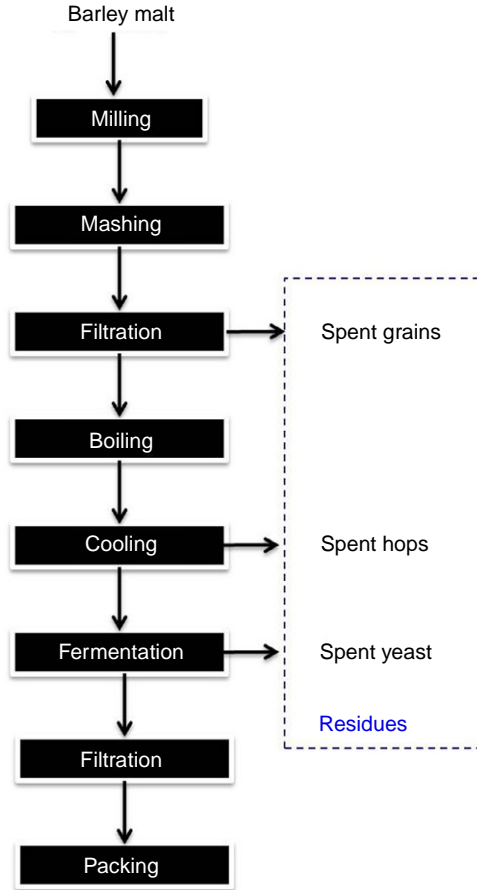 Barley malt
Milling
Mashing
Filtration
Spent grains
Boiling
Cooling
Spent hops
Fermentation
Spent yeast
Residues
Filtration
Packing